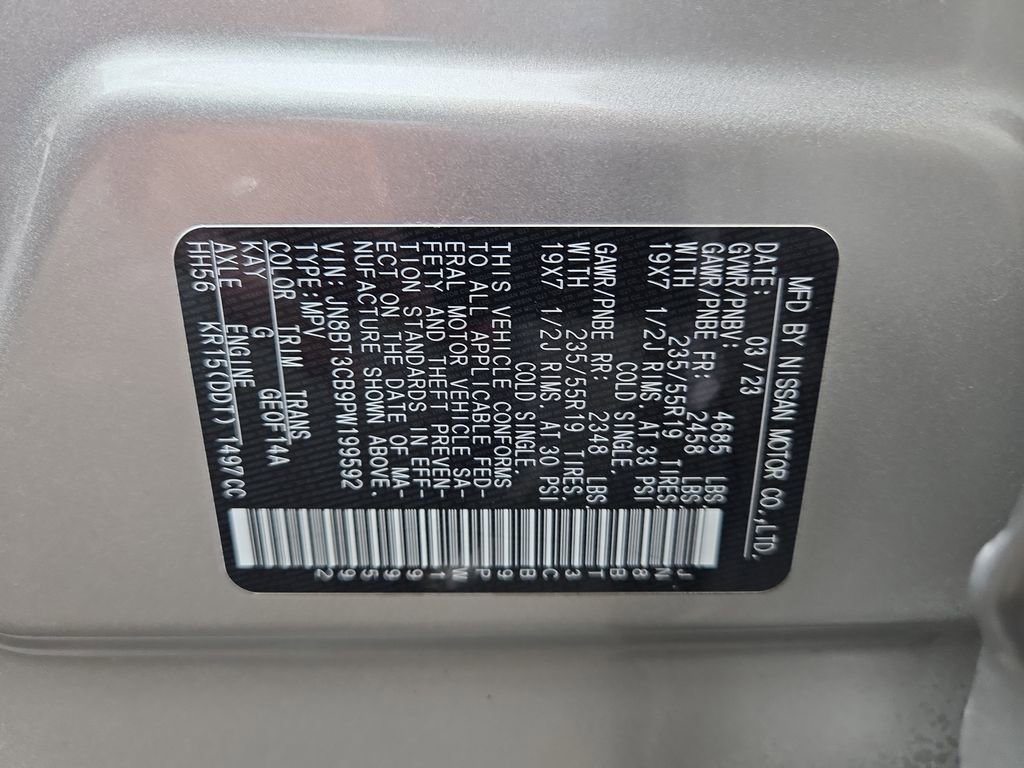 MFD BY NISSAN MOTOR CO.,LTD.
DATE: 03/23
GVWR/PNBV: 4685 LBS.
GAWR/PNBE FR: 2458 LBS.
WITH 235/55R19 TIRES,
19X7 1/2J RIMS, AT 33 PSI
COLD SINGLE.
GAWR/PNBE RR: 2348 LBS.
WITH 235/55R19 TIRES,
19X7 1/2J RIMS, AT 30 PSI
COLD SINGLE.
THIS VEHICLE CONFORMS
TO ALL APPLICABLE FED-
ERAL MOTOR VEHICLE SA-
FETY AND THEFT PREVEN-
TION STANDARDS IN EFF-
ECT ON THE DATE OF MA-
NUFACTURE SHOWN ABOVE.
VIN: JN8BT3CB9PW199592
TYPE:MPV
COLOR TRIM TRANS
KAY G GE0F14A
AXLE ENGINE
HH56 KR15(DDT) 1497CC
JN8BT3CB9PW199592